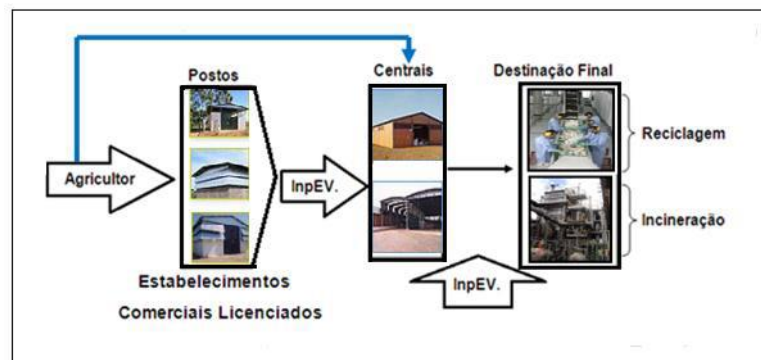 Postos
Centrais
Destinação Final
Agricultor
InpEV.
Reciclagem
Incineração
InpEV.
Estabelecimentos
Comerciais Licenciados